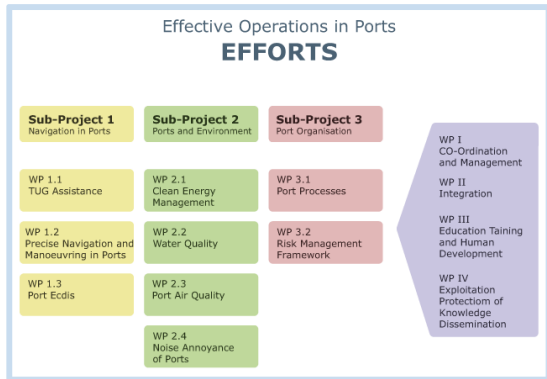 Effective Operations in Ports
EFFORTS
Sub-Project 1
Navigation in Ports
Sub-Project 2
Ports and Environment
Sub-Project 3
Port Organisation
WP 1.1
TUG Assistance
WP 1.2
Precise Navigation and
Manoeuvring in Ports
WP 1.3
Port Ecdis
WP 2.1
Clean Energy
Management
WP 2.2
Water Quality
WP 2.3
Port Air Quality
WP 2.4
Noise Annoyance
of Ports
WP 3.1
Port Processes
WP 3.2
Risk Management
Framework
WP I
CO-Ordination
and Management
WP II
Integration
WP III
Education Taining
and Human
Development
WP IV
Exploitation
Protectiom of
Knowledge
Dissemination